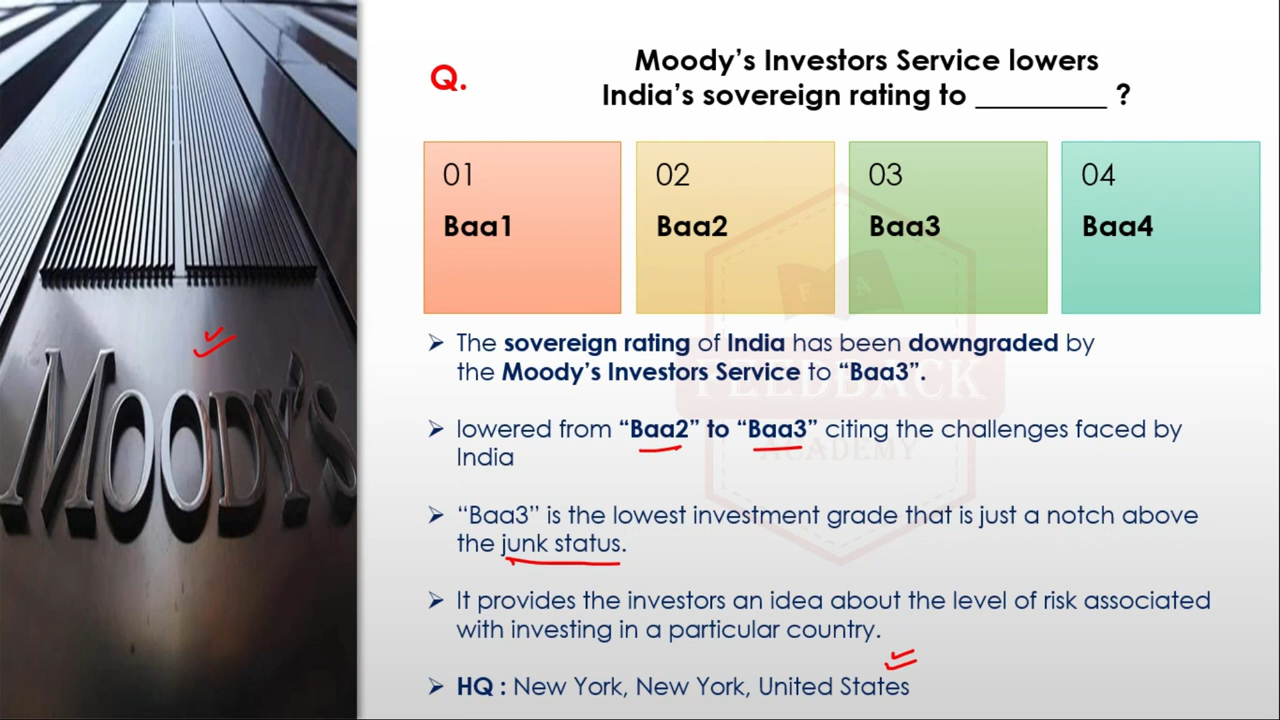 Q.
Moody's Investors Service lowers
India's sovereign rating to _________ ?
01
Baa1
02
Baa2
03
Baa3
04
Baa4
➢ The sovereign rating of India has been downgraded by
the Moody's Investors Service to “Baa3”.
➢ lowered from “Baa2” to “Baa3” citing the challenges faced by
India
➢ “Baa3” is the lowest investment grade that is just a notch above
the junk status.
➢ It provides the investors an idea about the level of risk associated
with investing in a particular country.
➢ HQ : New York, New York, United States
MOODY'S
F A
FEEDBACK
ACADEMY